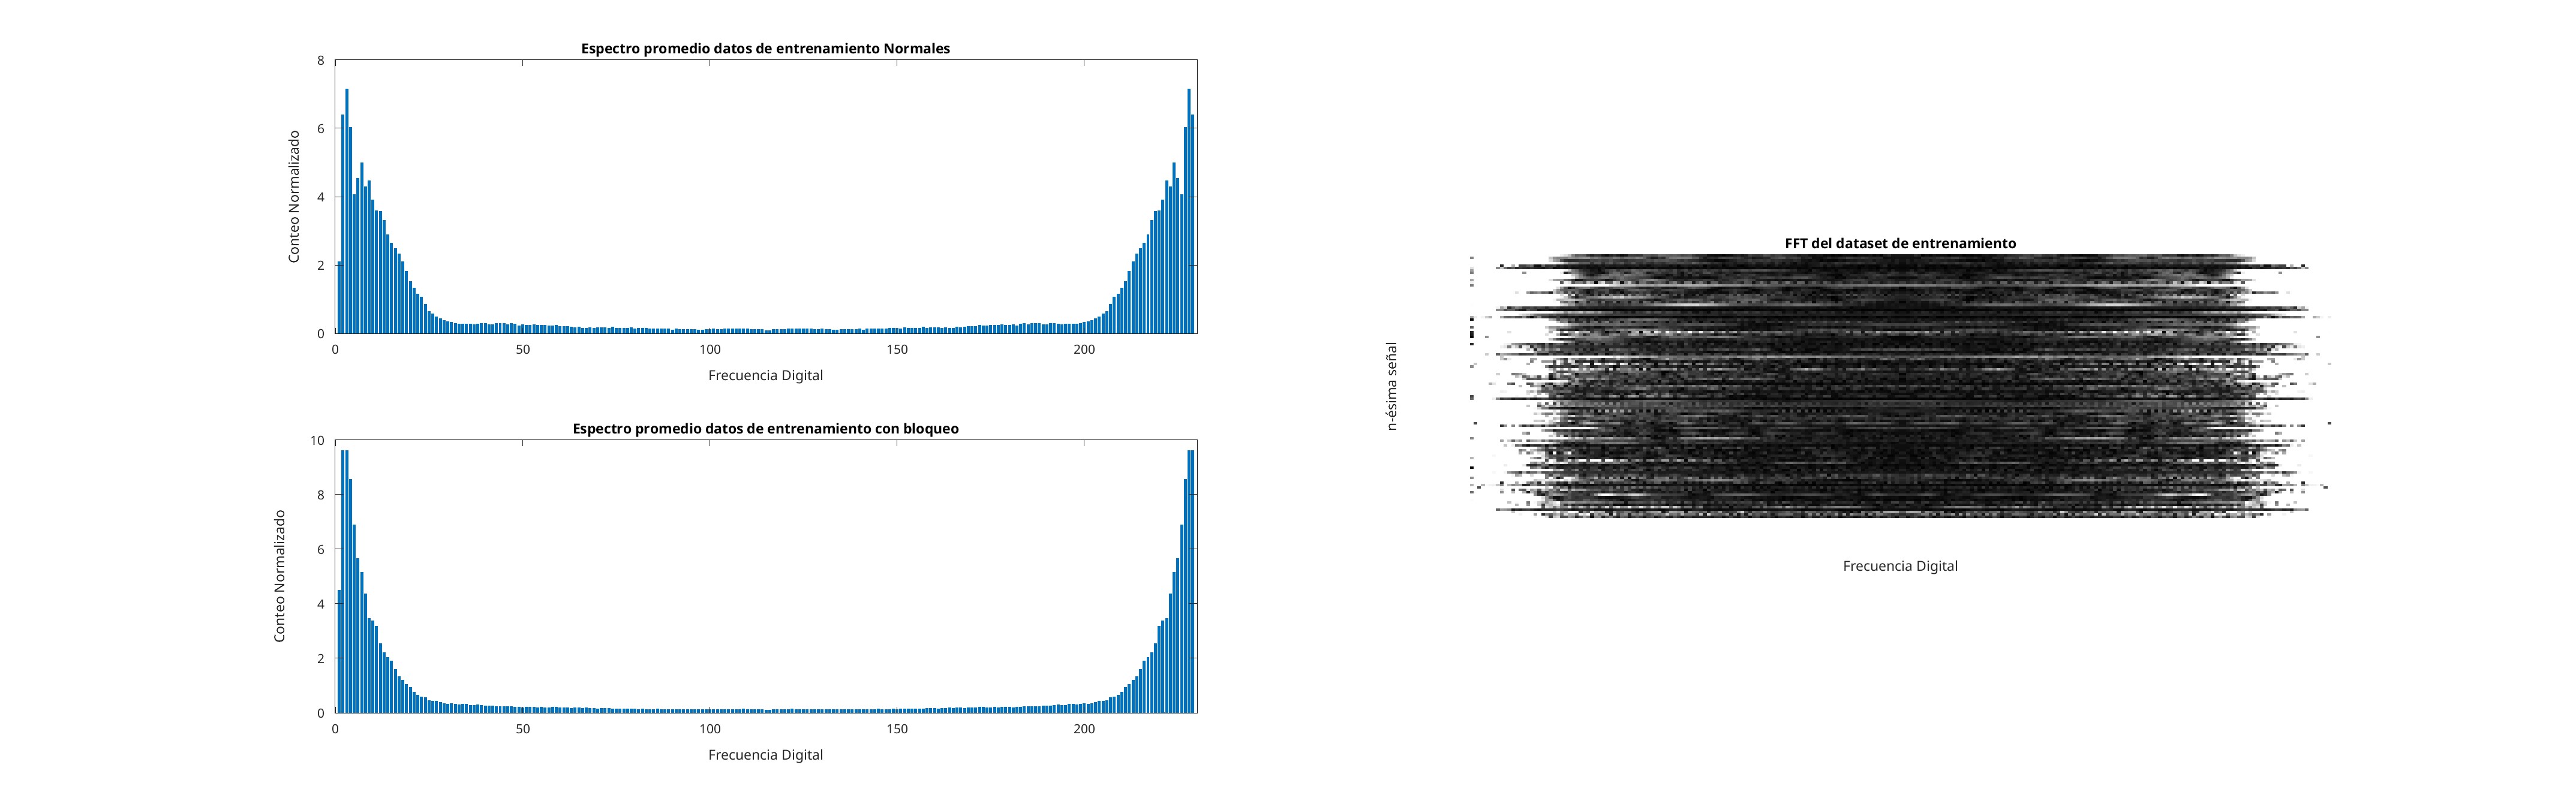 Espectro promedio datos de entrenamiento Normales
8
6
4
2
0
Conteo Normalizado
0 50 100 150 200
Frecuencia Digital
Espectro promedio datos de entrenamiento con bloqueo
10
8
6
4
2
0
Conteo Normalizado
0 50 100 150 200
Frecuencia Digital
FFT del dataset de entrenamiento
n-ésima señal
Frecuencia Digital